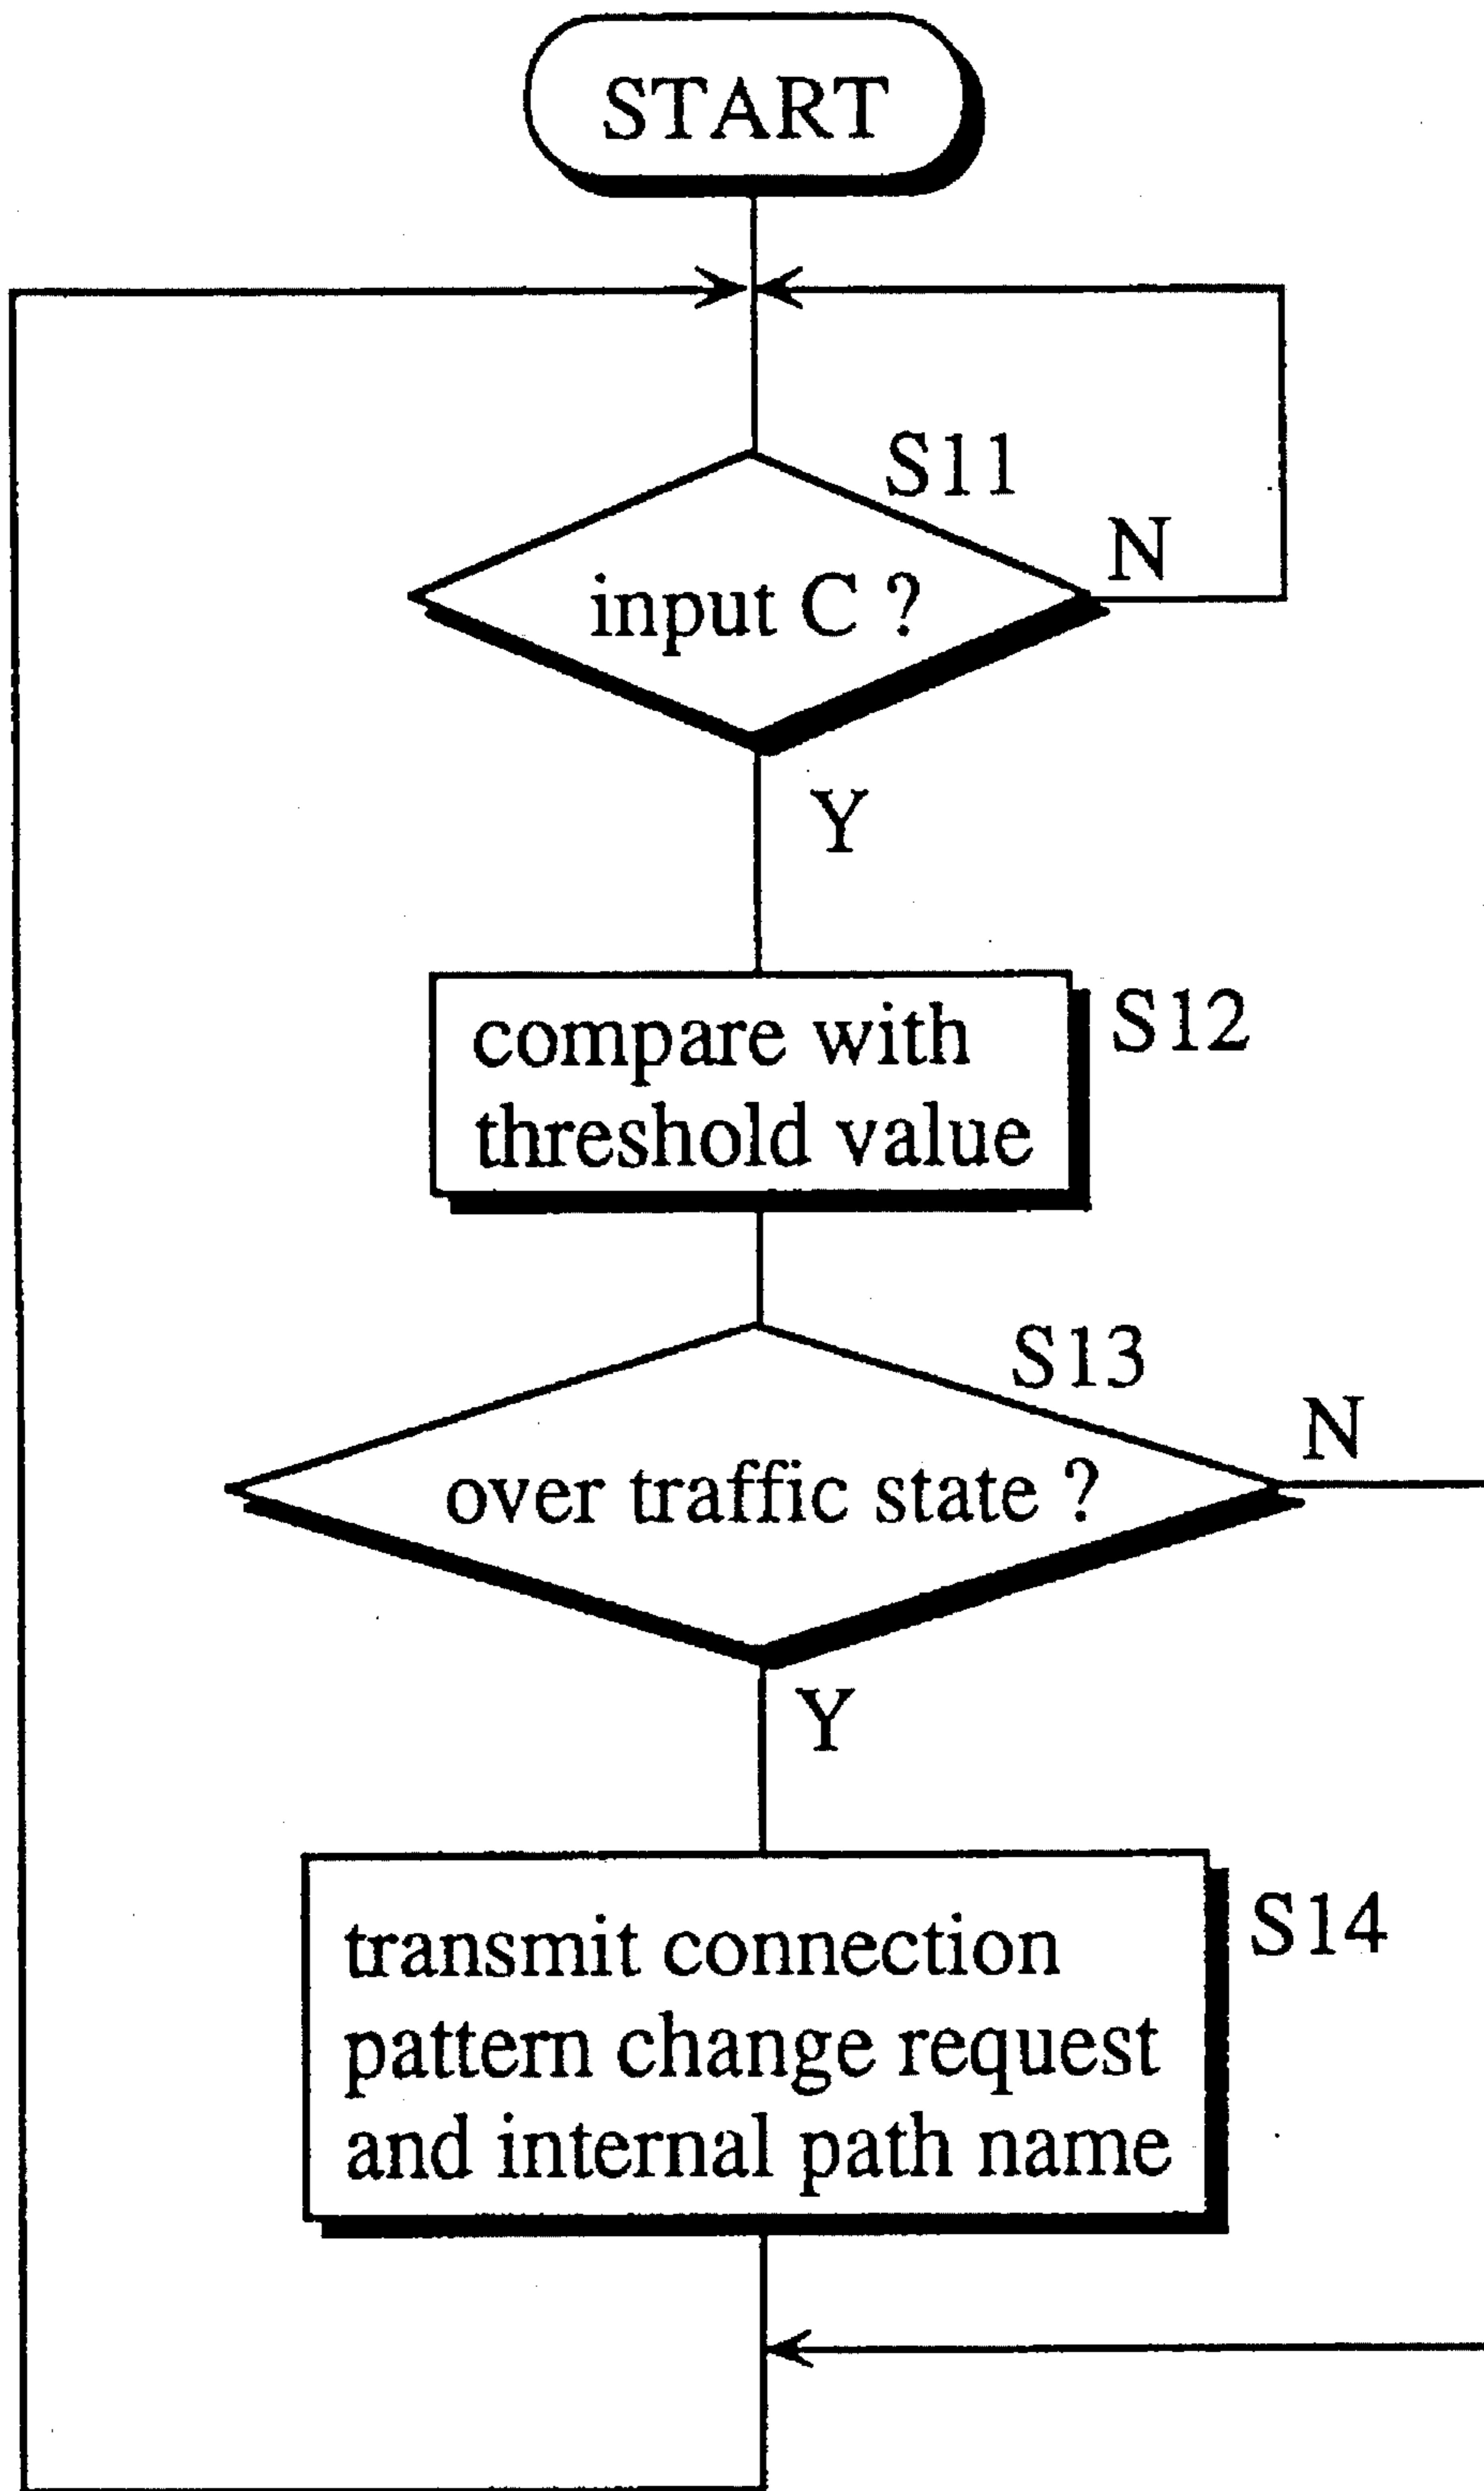 START
S11
N
input C ?
Y
compare with
threshold value
S12
S13
N
over traffic state ?
Y
transmit connection
pattern change request
and internal path name
S14